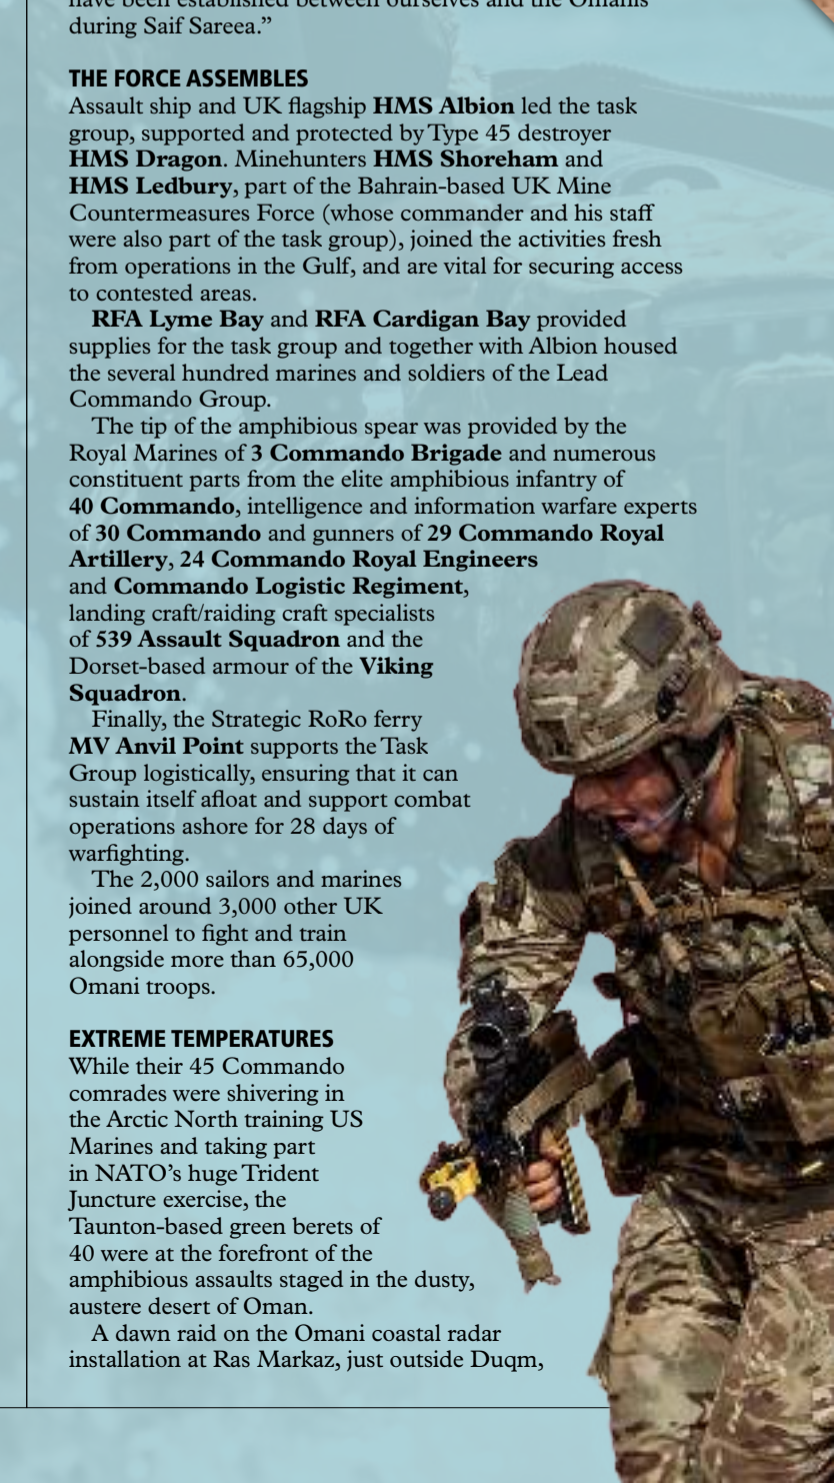 have been established between ourselves and the Omanis
during Saif Sareea.”
THE FORCE ASSEMBLES
Assault ship and UK flagship HMS Albion led the task
group, supported and protected by Type 45 destroyer
HMS Dragon. Minehunters HMS Shoreham and
HMS Ledbury, part of the Bahrain-based UK Mine
Countermeasures Force (whose commander and his staff
were also part of the task group), joined the activities fresh
from operations in the Gulf, and are vital for securing access
to contested areas.
RFA Lyme Bay and RFA Cardigan Bay provided
supplies for the task group and together with Albion housed
the several hundred marines and soldiers of the Lead
Commando Group.
The tip of the amphibious spear was provided by the
Royal Marines of 3 Commando Brigade and numerous
constituent parts from the elite amphibious infantry of
40 Commando, intelligence and information warfare experts
of 30 Commando and gunners of 29 Commando Royal
Artillery, 24 Commando Royal Engineers
and Commando Logistic Regiment,
landing craft/raiding craft specialists
of 539 Assault Squadron and the
Dorset-based armour of the Viking
Squadron.
Finally, the Strategic RoRo ferry
MV Anvil Point supports the Task
Group logistically, ensuring that it can
sustain itself afloat and support combat
operations ashore for 28 days of
warfighting.
The 2,000 sailors and marines
joined around 3,000 other UK
personnel to fight and train
alongside more than 65,000
Omani troops.
EXTREME TEMPERATURES
While their 45 Commando
comrades were shivering in
the Arctic North training US
Marines and taking part
in NATO’s huge Trident
Juncture exercise, the
Taunton-based green berets of
40 were at the forefront of the
amphibious assaults staged in the dusty,
austere desert of Oman.
A dawn raid on the Omani coastal radar
installation at Ras Markaz, just outside Duqm,